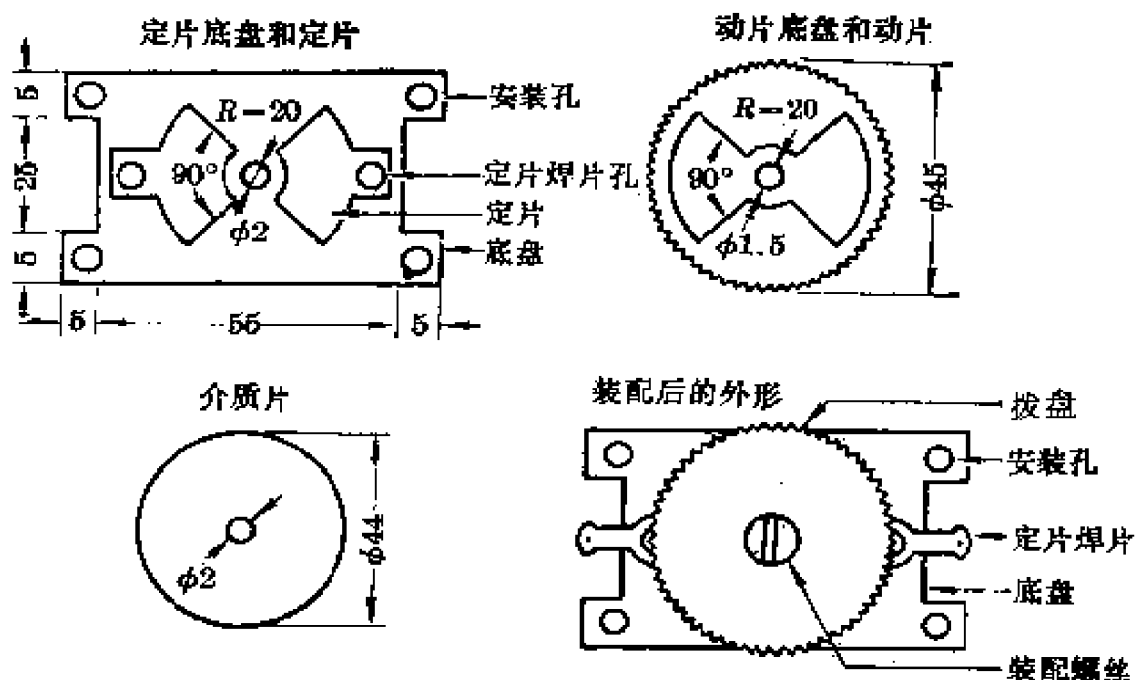 定片底盘和定片
5
25
5
R—20
90°
φ2
安装孔
定片焊片孔
定片
底盘
5
55
5
动片底盘和动片
R—20
90°
φ1.5
φ45
介质片
φ2
φ44
装配后的外形
拨盘
安装孔
定片焊片
底盘
装配螺丝